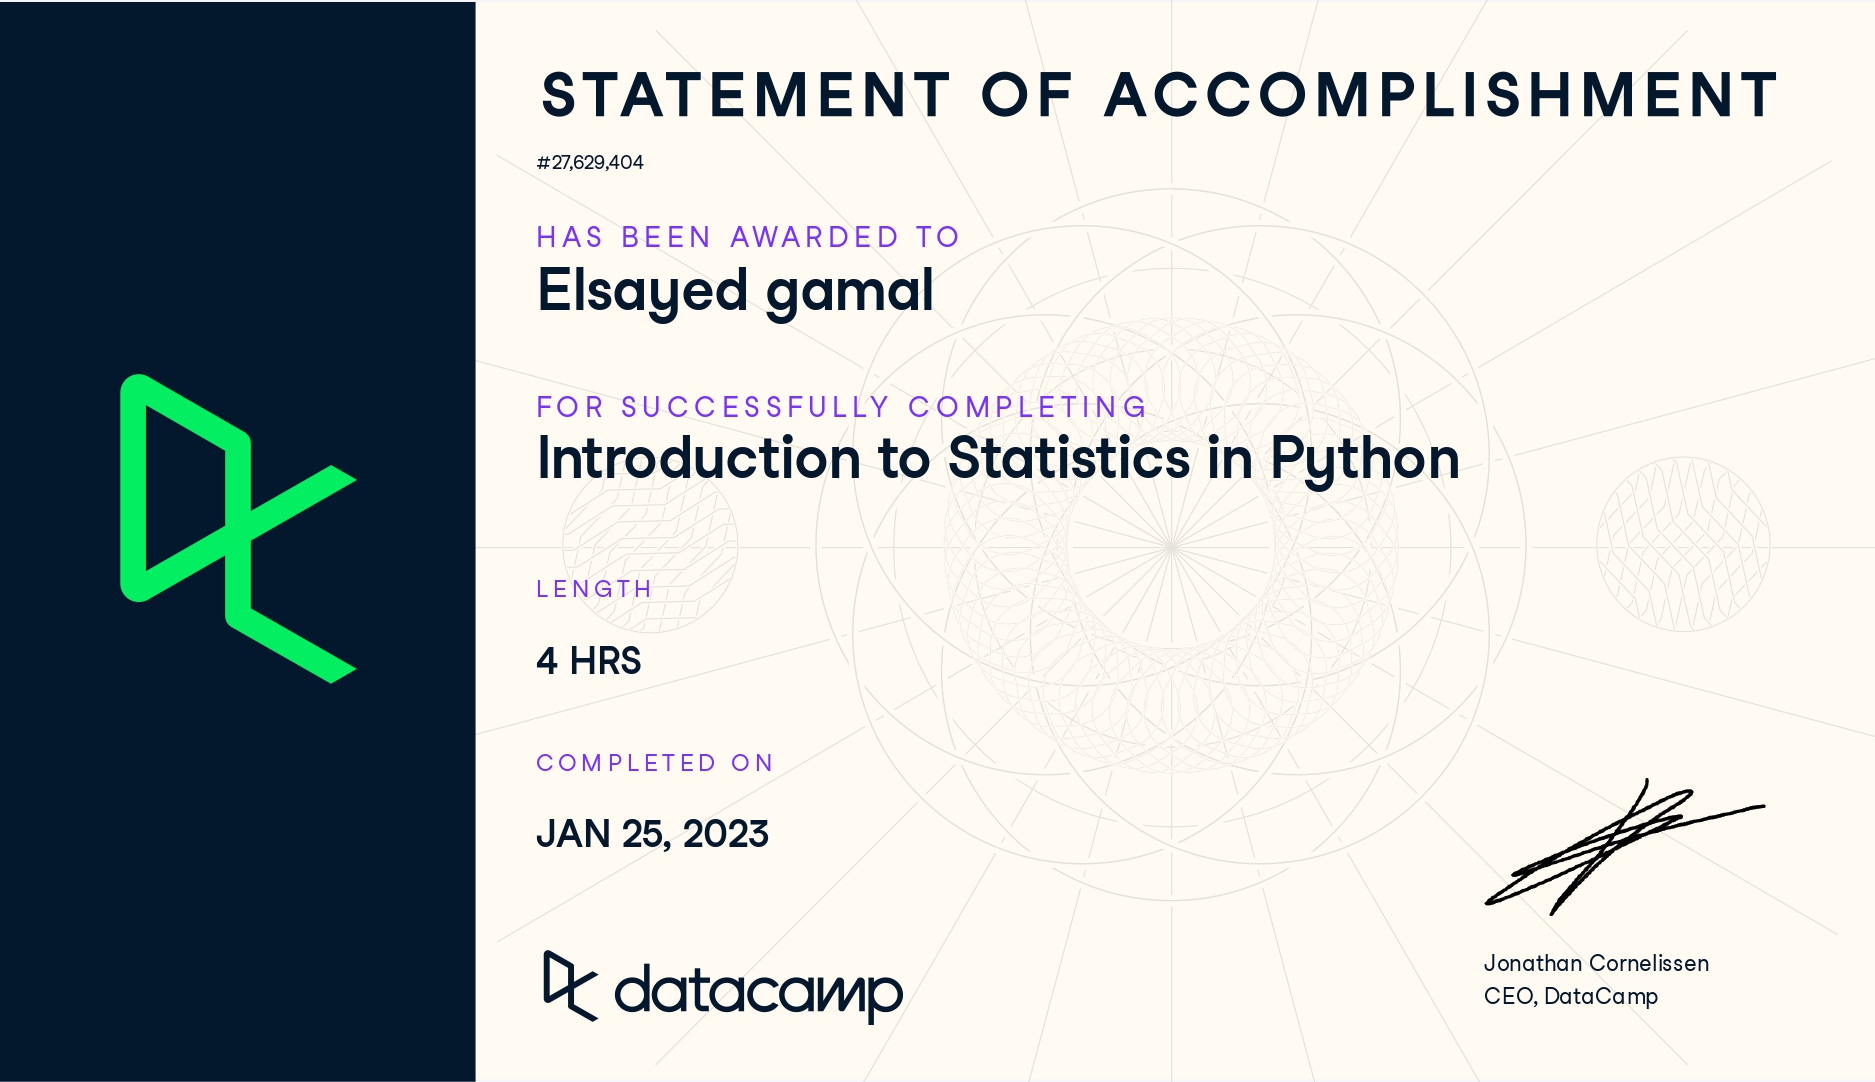 STATEMENT OF ACCOMPLISHMENT
#27,629,404
HAS BEEN AWARDED TO
Elsayed gamal
FOR SUCCESSFULLY COMPLETING
Introduction to Statistics in Python
LENGTH
4 HRS
COMPLETED ON
JAN 25, 2023
datacamp
Jonathan Cornelissen
CEO, DataCamp